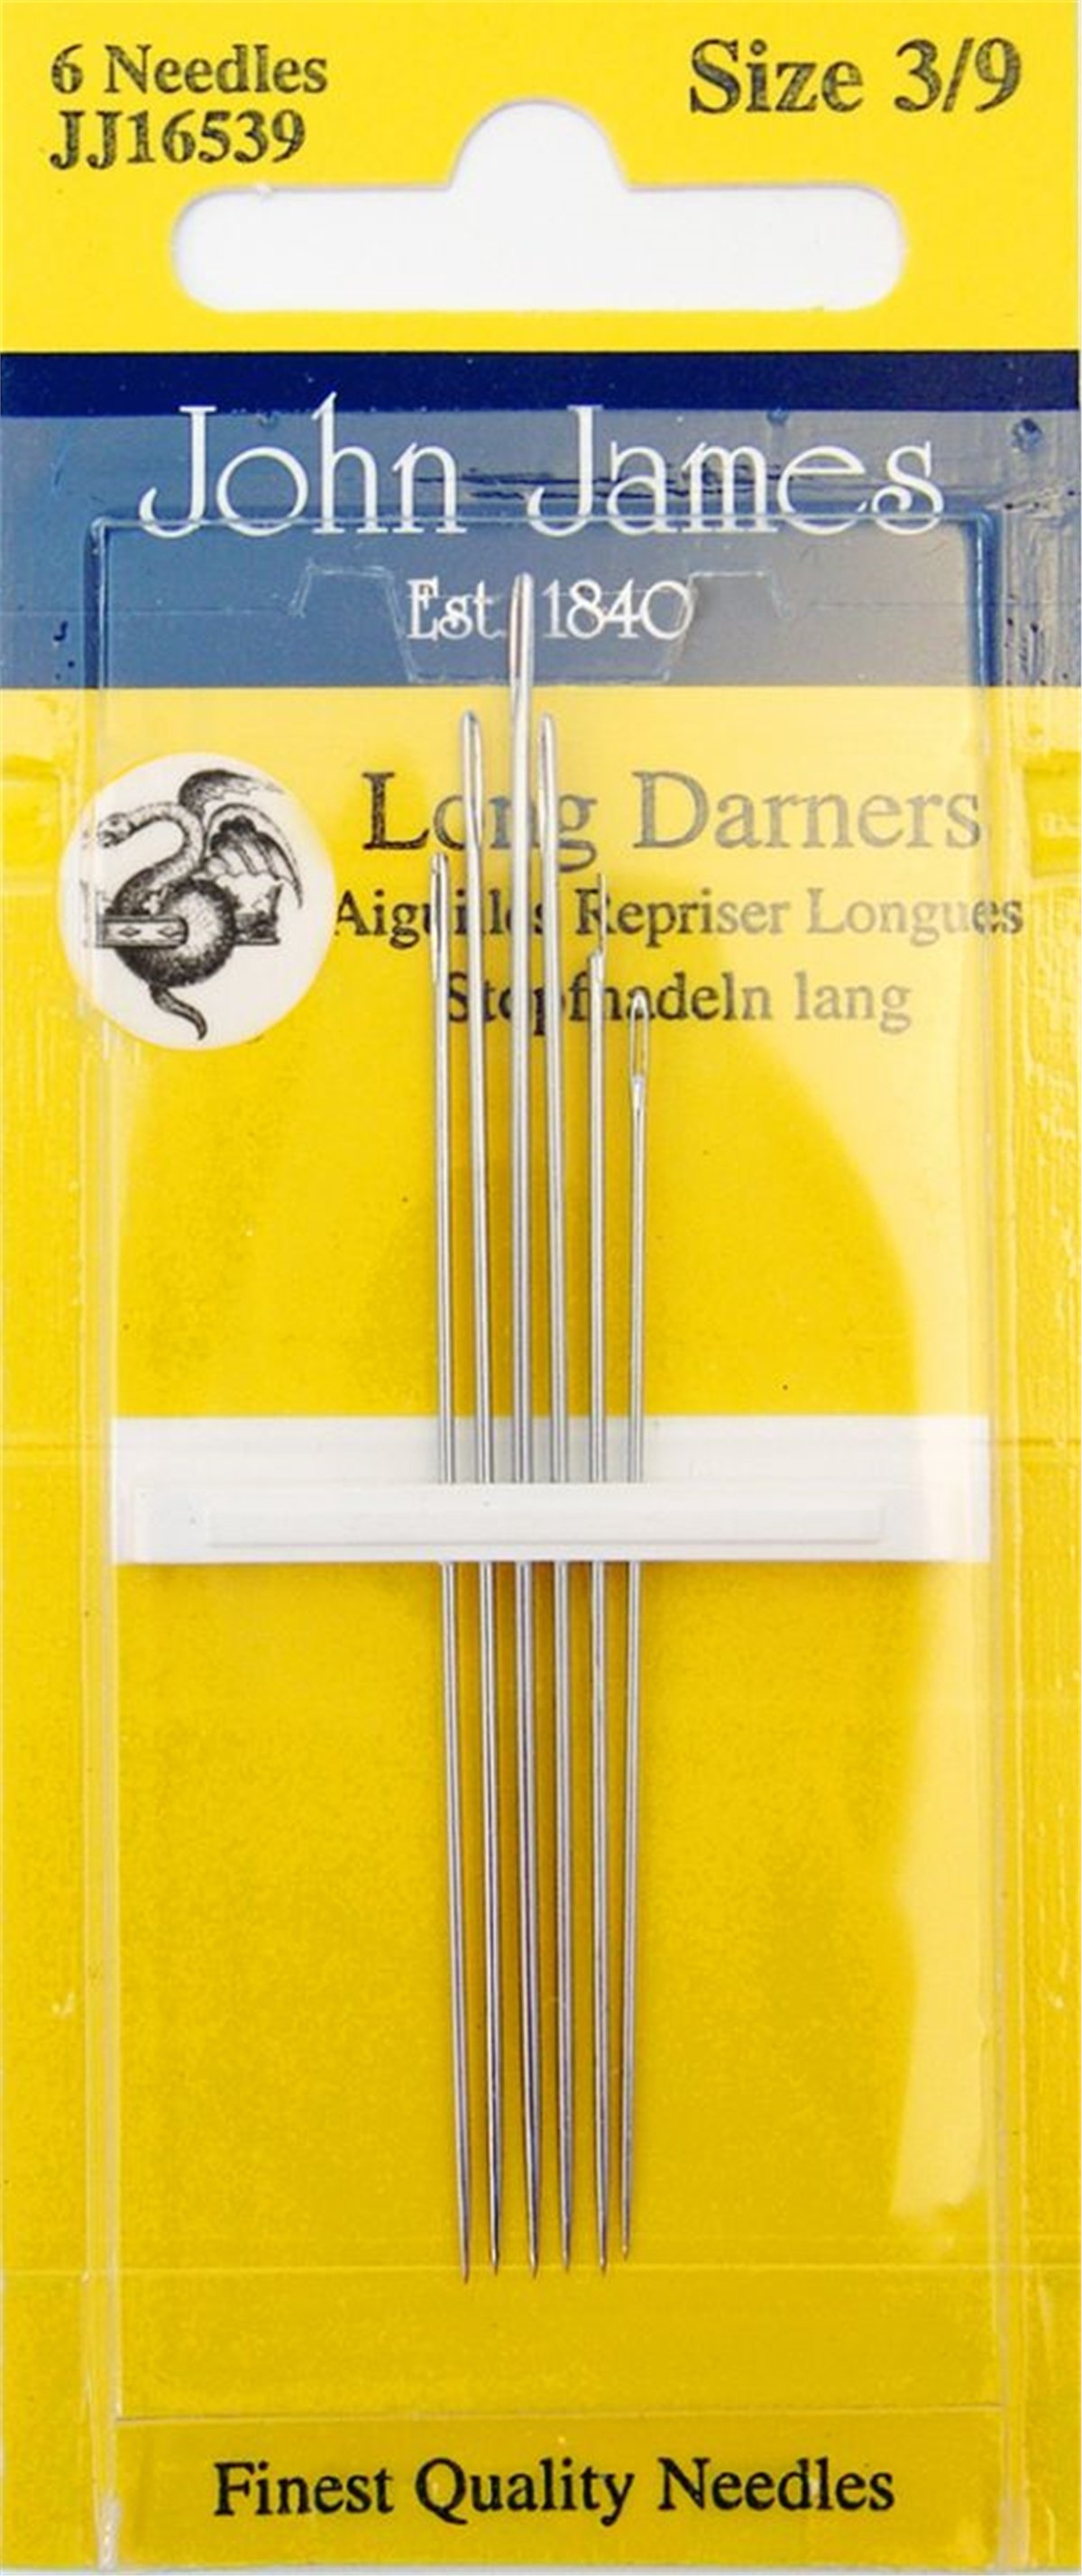 6 Needles
JJ16539
Size 3/9
John James
Est. 1840
Long Darners
Aiguilles Repriser Longues
Stopfnadeln lang
Finest Quality Needles